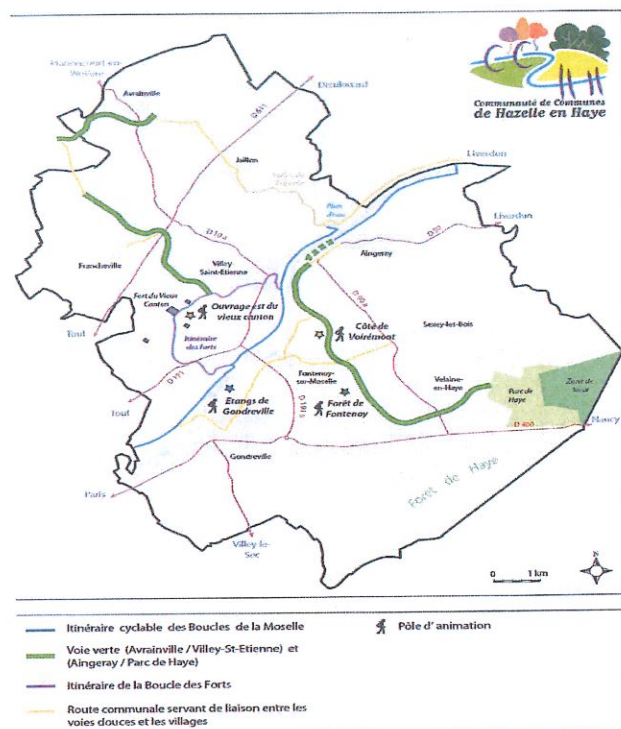 Communauté de Communes
de Hazelle en Haye
Avrainville
Dieulouard
D 611
Jaillon
Liverdun
Liverdun
Plan d'eau
D 90
Aingeray
Francheville
Villey
Saint-Etienne
Fort du Vieux
Canton
Ouvrage est du
vieux canton
Toul
Itinéraire
des Forts
Côte de
Voirémont
Sexey-les-Bois
Fontenoy-
sur-Moselle
Velaine-
en-Haye
Parc de
Haye
D 191
Etangs de
Gondreville
Forêt de
Fontenoy
Toul
D 400
Nancy
Gondreville
Paris
Forêt de Haye
Villey-le-
Sec
N
0 1 km
Itinéraire cyclable des Boucles de la Moselle
Pôle d'animation
Voie verte (Avrainville / Villey-St-Etienne) et
(Aingeray / Parc de Haye)
Itinéraire de la Boucle des Forts
Route communale servant de liaison entre les
voies douces et les villages